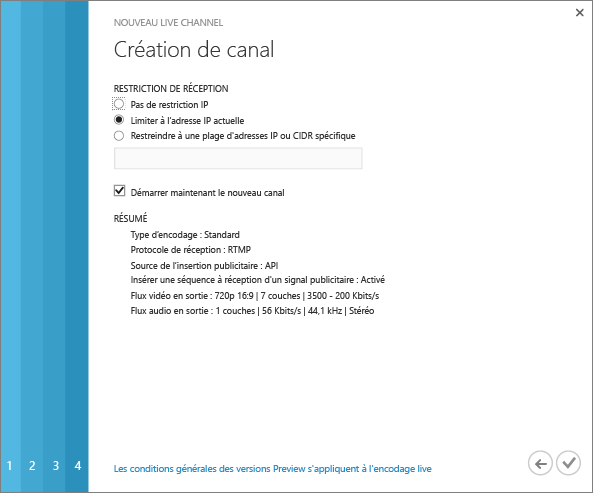 NOUVEAU LIVE CHANNEL
Création de canal
RESTRICTION DE RÉCEPTION
Pas de restriction IP
Limiter à l'adresse IP actuelle
Restreindre à une plage d'adresses IP ou CIDR spécifique
Démarrer maintenant le nouveau canal
RÉSUMÉ
Type d'encodage : Standard
Protocole de réception : RTMP
Source de l'insertion publicitaire : API
Insérer une séquence à réception d'un signal publicitaire : Activé
Flux vidéo en sortie : 720p 16:9 | 7 couches | 3500 - 200 Kbits/s
Flux audio en sortie : 1 couches | 56 Kbits/s | 44,1 kHz | Stéréo
1 2 3 4
Les conditions générales des versions Preview s'appliquent à l'encodage live